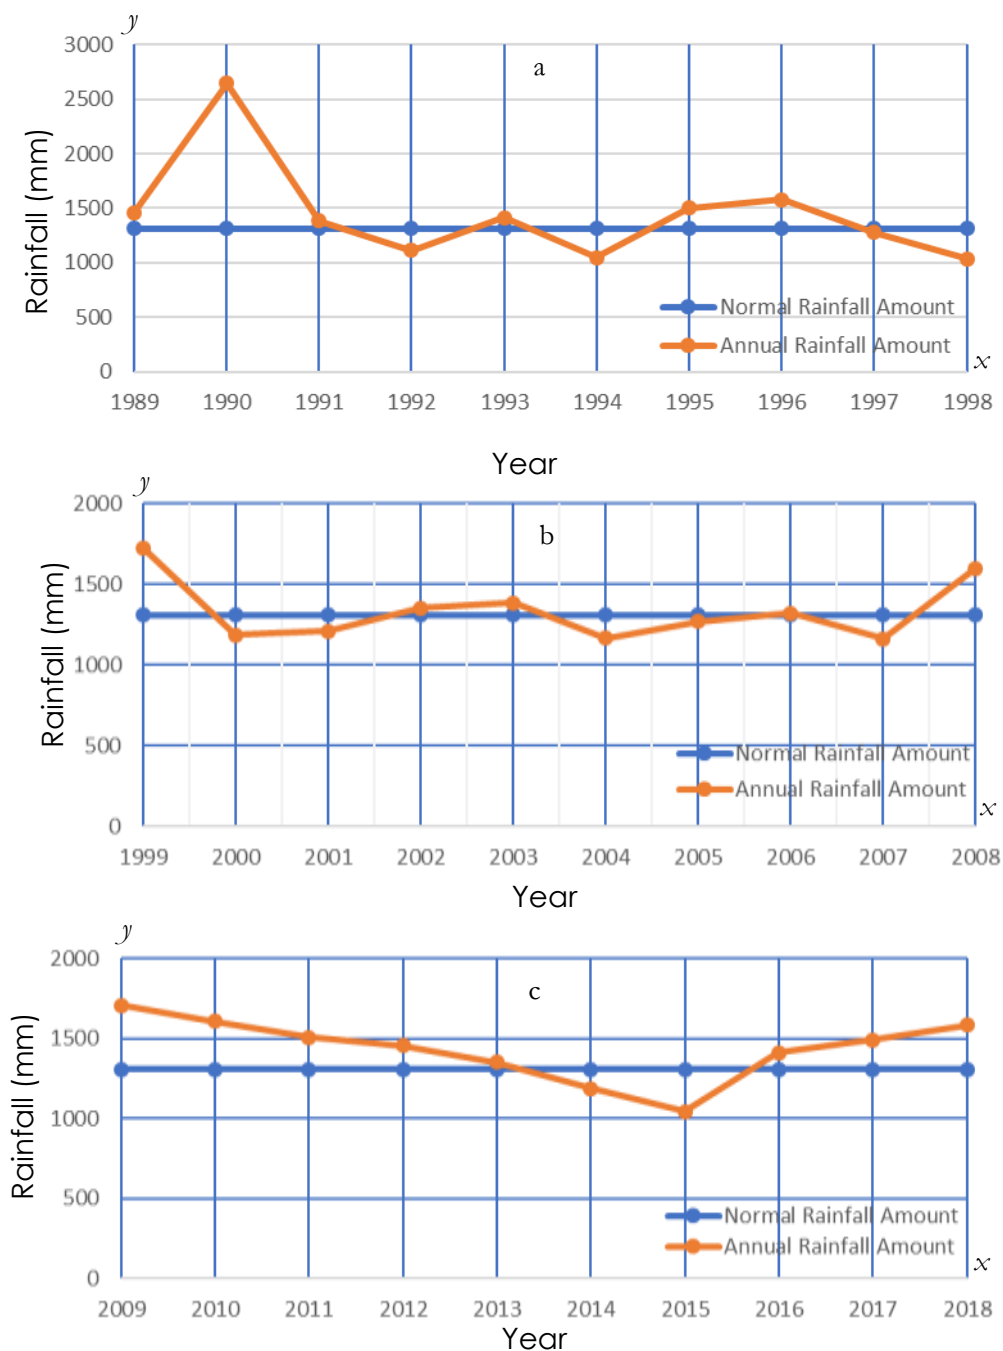 y
3000
a
2500
2000
1500
1000
500
0
Rainfall (mm)
Normal Rainfall Amount
Annual Rainfall Amount
x
1989 1990 1991 1992 1993 1994 1995 1996 1997 1998
Year
y
2000
b
1500
1000
500
0
Rainfall (mm)
Normal Rainfall Amount
Annual Rainfall Amount
x
1999 2000 2001 2002 2003 2004 2005 2006 2007 2008
Year
y
2000
c
1500
1000
500
0
Rainfall (mm)
Normal Rainfall Amount
Annual Rainfall Amount
x
2009 2010 2011 2012 2013 2014 2015 2016 2017 2018
Year